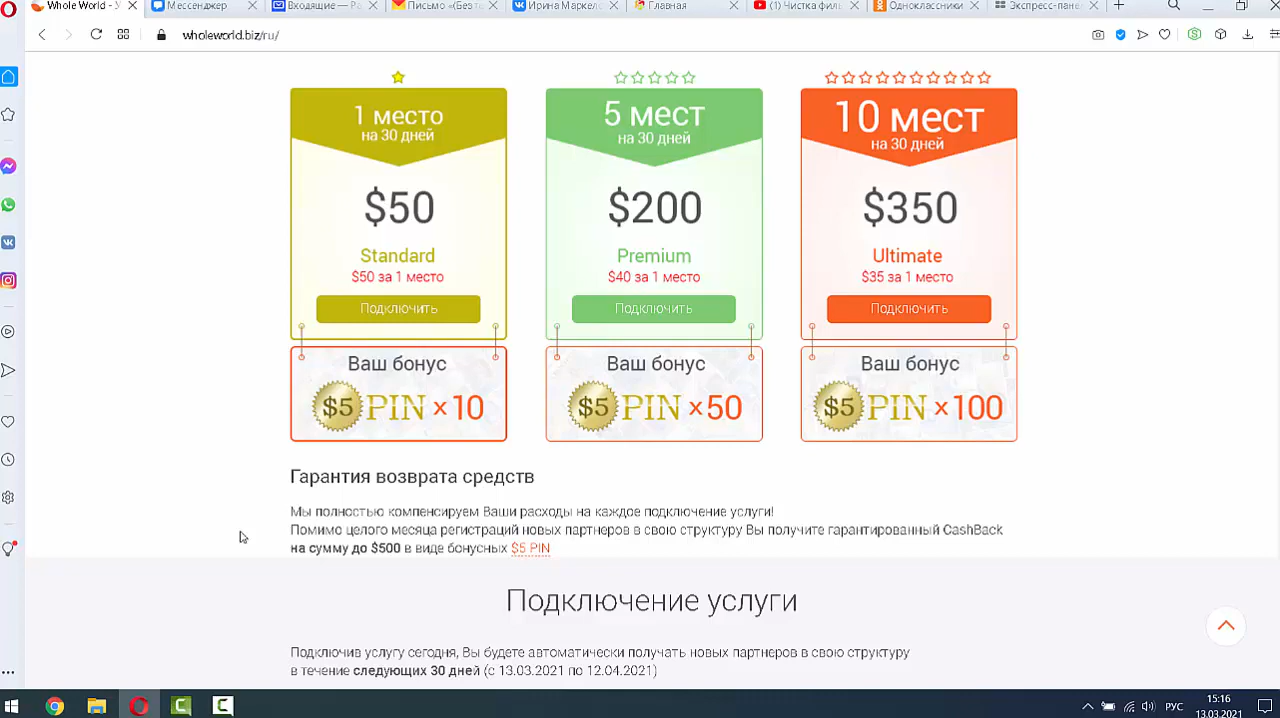 Whole World - У
Мессенджер
Входящие — Ра
Письмо «(Без т
Ирина Маркел
Главная
(1) Чистка фил
Одноклассники
Экспресс-пане
wholeworld.biz/ru/
1 место
на 30 дней
$50
Standard
$50 за 1 место
Подключить
Ваш бонус
$5 PIN ×10
5 мест
на 30 дней
$200
Premium
$40 за 1 место
Подключить
Ваш бонус
$5 PIN ×50
10 мест
на 30 дней
$350
Ultimate
$35 за 1 место
Подключить
Ваш бонус
$5 PIN ×100
Гарантия возврата средств
Мы полностью компенсируем Ваши расходы на каждое подключение услуги!
Помимо целого месяца регистраций новых партнеров в свою структуру Вы получите гарантированный CashBack
на сумму до $500 в виде бонусных $5 PIN
Подключение услуги
Подключив услугу сегодня, Вы будете автоматически получать новых партнеров в свою структуру
в течение следующих 30 дней (с 13.03.2021 по 12.04.2021)
РУС
15:16
13.03.2021